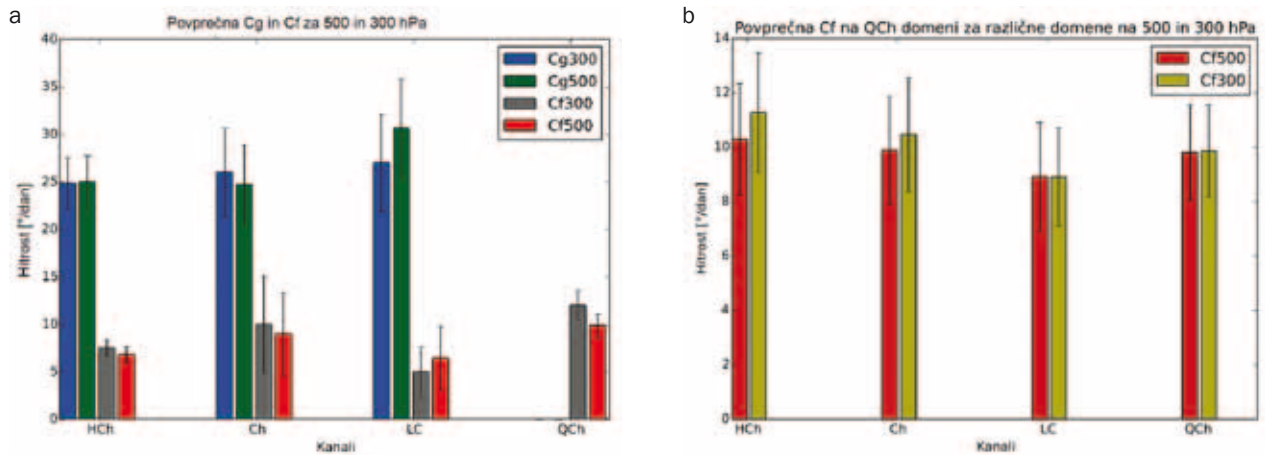 a
Povprečna Cg in Cf za 500 in 300 hPa
40
35
30
25
20
15
10
5
0
Hitrost [°/dan]
Cg300
Cg500
Cf300
Cf500
HCh Ch LC QCh
Kanali
b
Povprečna Cf na QCh domeni za različne domene na 500 in 300 hPa
14
12
10
8
6
4
2
0
Hitrost [°/dan]
Cf500
Cf300
HCh Ch LC QCh
Kanali